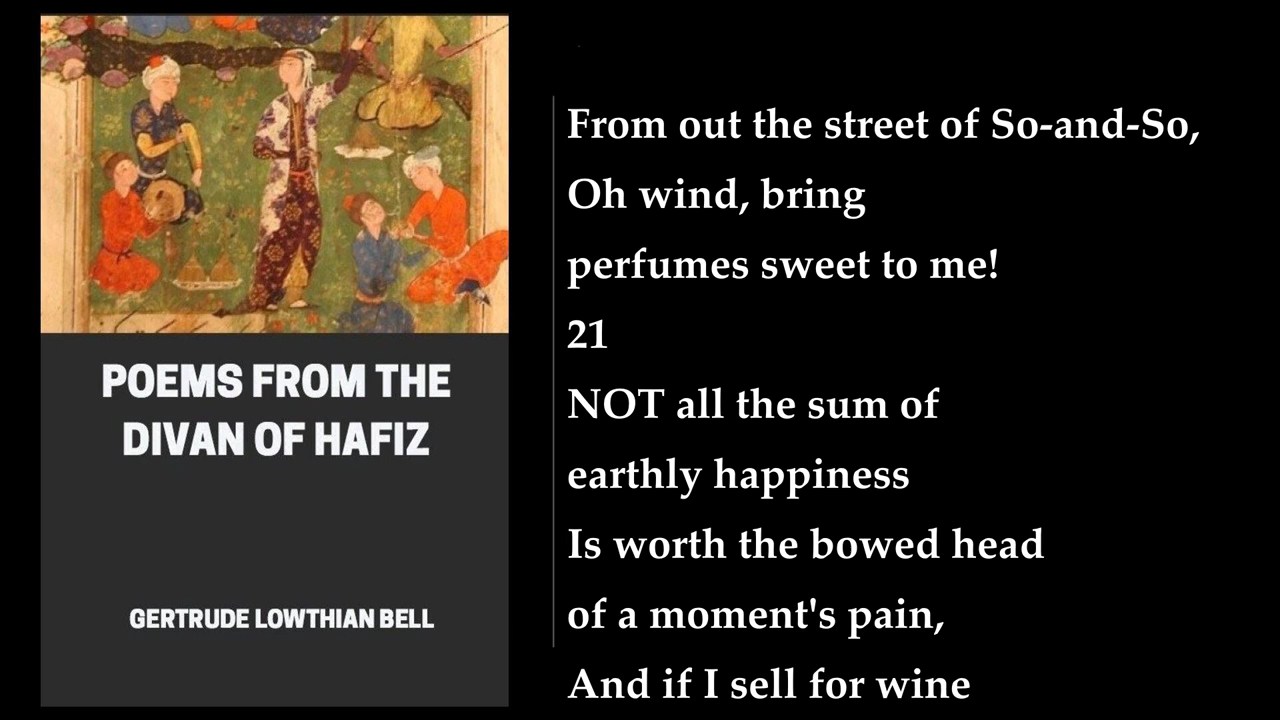 POEMS FROM THE
DIVAN OF HAFIZ
GERTRUDE LOWTHIAN BELL
From out the street of So-and-So,
Oh wind, bring
perfumes sweet to me!
21
NOT all the sum of
earthly happiness
Is worth the bowed head
of a moment's pain,
And if I sell for wine